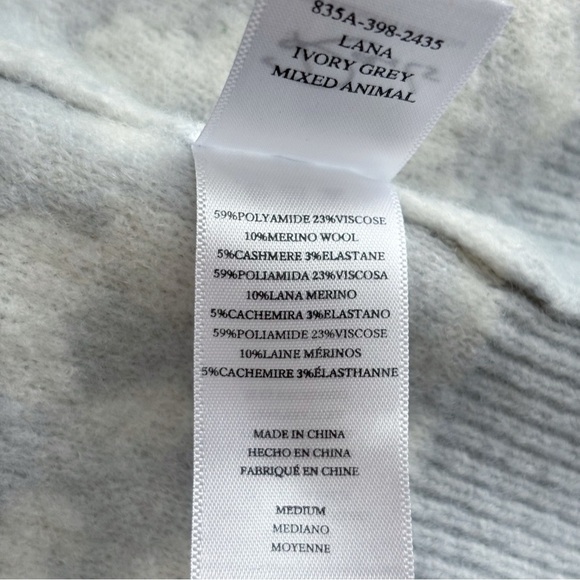 835A-398-2435
LANA
IVORY GREY
MIXED ANIMAL
59%POLYAMIDE 23%VISCOSE
10%MERINO WOOL
5%CASHMERE 3%ELASTANE
59%POLIAMIDA 23%VISCOSA
10%LANA MERINO
5%CACHEMIRA 3%ELASTANO
59%POLIAMIDE 23%VISCOSE
10%LAINE MÉRINOS
5%CACHEMIRE 3%ÉLASTHANNE
MADE IN CHINA
HECHO EN CHINA
FABRIQUÉ EN CHINE
MEDIUM
MEDIANO
MOYENNE